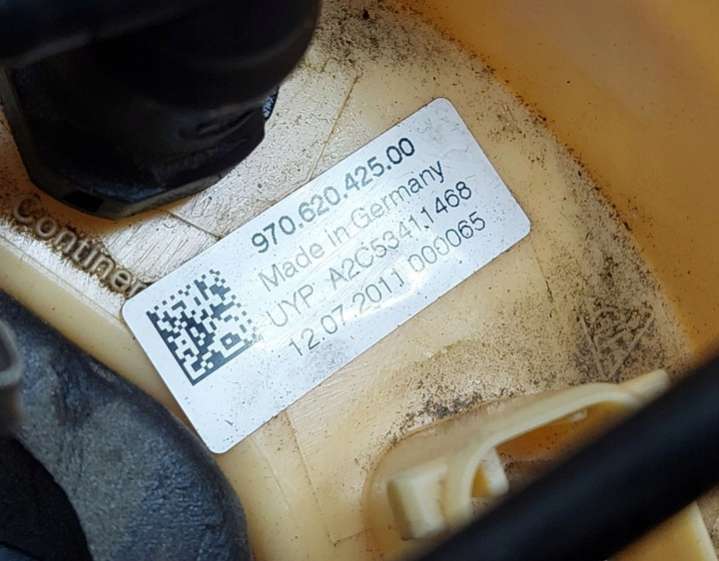 Continen
970.620.425.00
Made in Germany
UYP A2C53411468
12.07.2011 000065